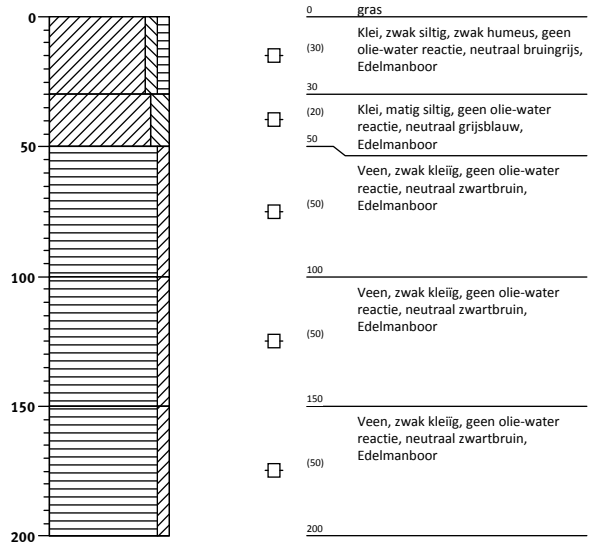 0
0
gras
(30)
Klei, zwak siltig, zwak humeus, geen
olie-water reactie, neutraal bruingrijs,
Edelmanboor
30
(20)
Klei, matig siltig, geen olie-water
reactie, neutraal grijsblauw,
Edelmanboor
50
50
Veen, zwak kleiïg, geen olie-water
reactie, neutraal zwartbruin,
Edelmanboor
(50)
100
100
Veen, zwak kleiïg, geen olie-water
reactie, neutraal zwartbruin,
Edelmanboor
(50)
150
150
Veen, zwak kleiïg, geen olie-water
reactie, neutraal zwartbruin,
Edelmanboor
(50)
200
200